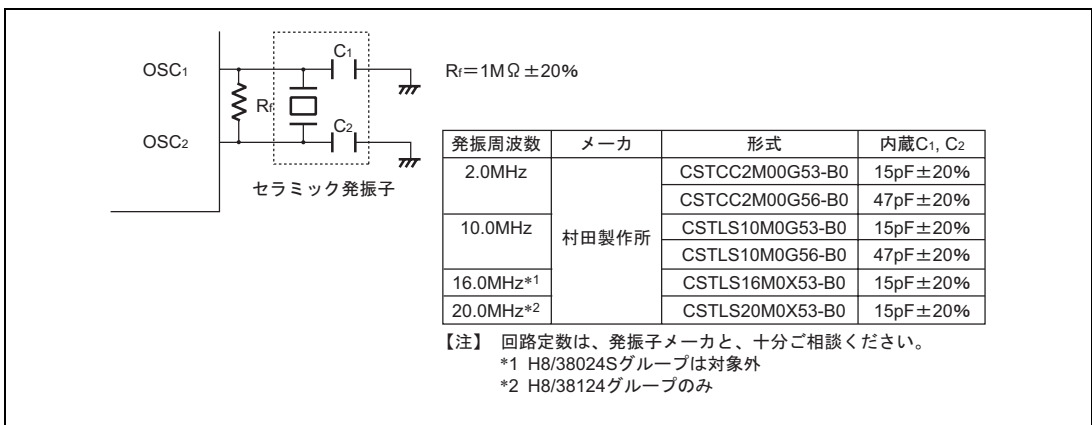 OSC1
OSC2
Rf
C1
C2
セラミック発振子
Rf＝1MΩ±20%
発振周波数 メーカ 形式 内蔵C1, C2
2.0MHz 村田製作所 CSTCC2M00G53-B0 15pF±20%
CSTCC2M00G56-B0 47pF±20%
10.0MHz CSTLS10M0G53-B0 15pF±20%
CSTLS10M0G56-B0 47pF±20%
16.0MHz*1 CSTLS16M0X53-B0 15pF±20%
20.0MHz*2 CSTLS20M0X53-B0 15pF±20%
【注】 回路定数は、発振子メーカと、十分ご相談ください。
*1 H8/38024Sグループは対象外
*2 H8/38124グループのみ